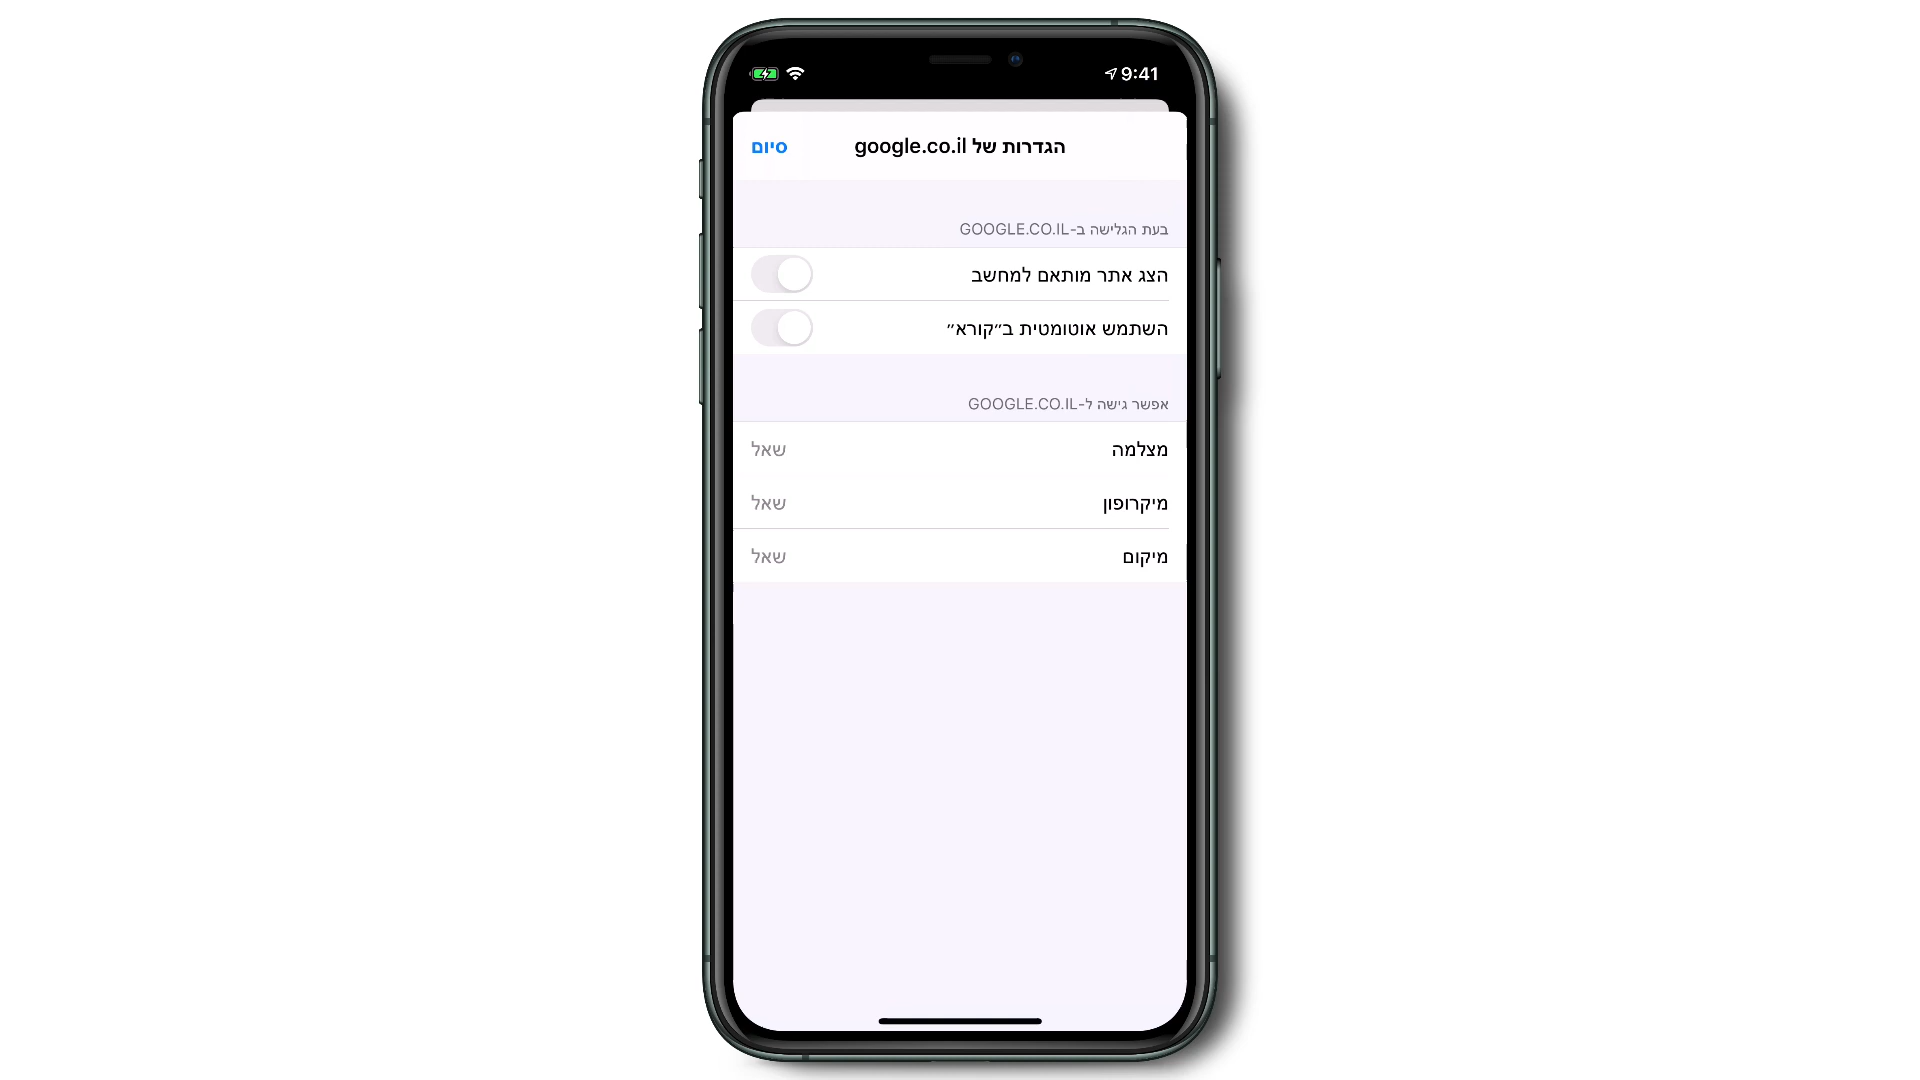 9:41
הגדרות של google.co.il
סיום
בעת הגלישה ב-GOOGLE.CO.IL
הצג אתר מותאם למחשב
השתמש אוטומטית ב״קורא״
אפשר גישה ל-GOOGLE.CO.IL
מצלמה שאל
מיקרופון שאל
מיקום שאל